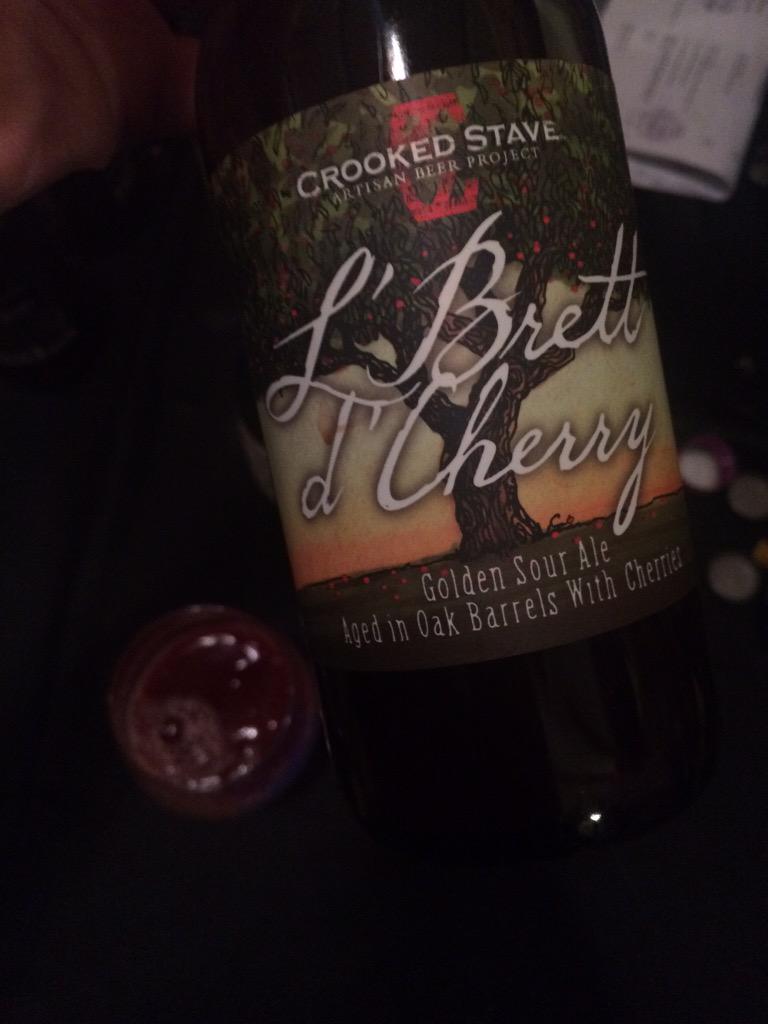 CROOKED STAVE
ARTISAN BEER PROJECT
L'Brett
d'Cherry
Golden Sour Ale
Aged in Oak Barrels With Cherries